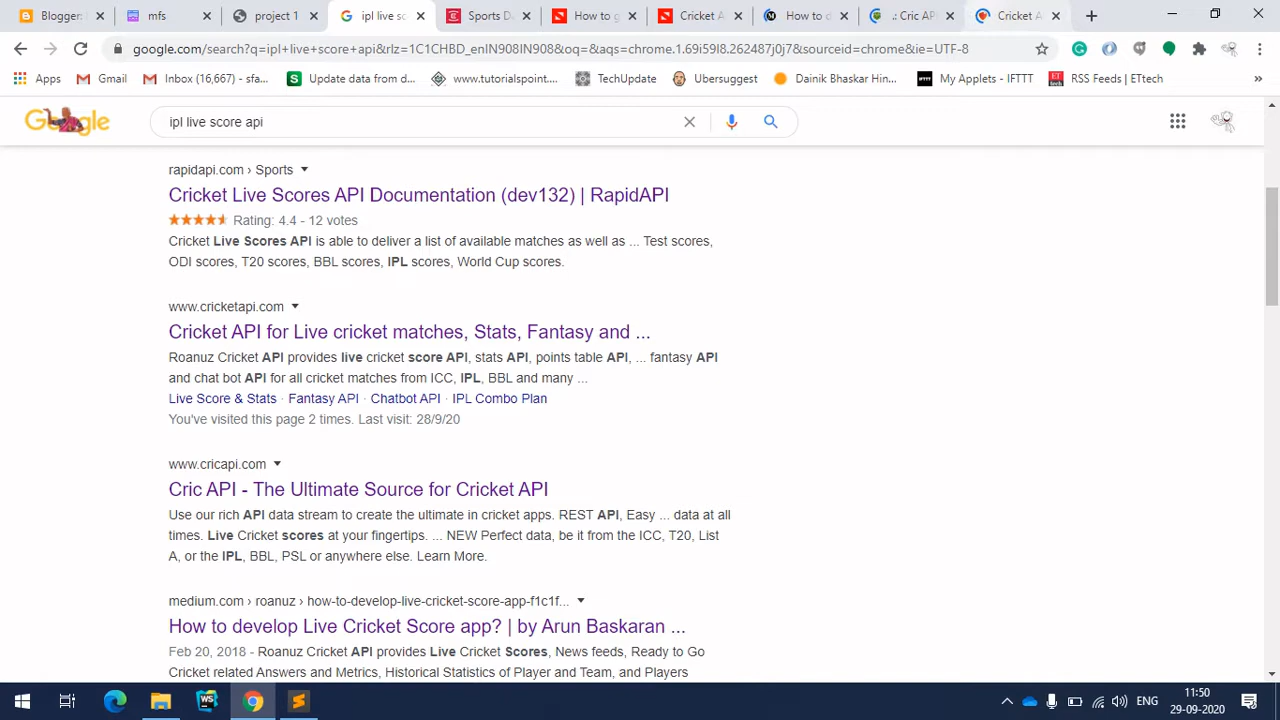 Blogger:
mfs
project 1
ipl live sc
Sports Da
How to g
Cricket A
How to d
: Cric API
Cricket A
google.com/search?q=ipl+live+score+api&rlz=1C1CHBD_enIN908IN908&oq=&aqs=chrome.1.69i59l8.262487j0j7&sourceid=chrome&ie=UTF-8
Apps
Gmail
Inbox (16,667) - sfa...
Update data from d...
www.tutorialspoint....
TechUpdate
Ubersuggest
Dainik Bhaskar Hin...
My Applets - IFTTT
RSS Feeds | ETtech
»
ipl live score api
rapidapi.com › Sports
Cricket Live Scores API Documentation (dev132) | RapidAPI
Rating: 4.4 - 12 votes
Cricket Live Scores API is able to deliver a list of available matches as well as ... Test scores,
ODI scores, T20 scores, BBL scores, IPL scores, World Cup scores.
www.cricketapi.com
Cricket API for Live cricket matches, Stats, Fantasy and ...
Roanuz Cricket API provides live cricket score API, stats API, points table API, ... fantasy API
and chat bot API for all cricket matches from ICC, IPL, BBL and many ...
Live Score & Stats · Fantasy API · Chatbot API · IPL Combo Plan
You've visited this page 2 times. Last visit: 28/9/20
www.cricapi.com
Cric API - The Ultimate Source for Cricket API
Use our rich API data stream to create the ultimate in cricket apps. REST API, Easy ... data at all
times. Live Cricket scores at your fingertips. ... NEW Perfect data, be it from the ICC, T20, List
A, or the IPL, BBL, PSL or anywhere else. Learn More.
medium.com › roanuz › how-to-develop-live-cricket-score-app-f1c1f...
How to develop Live Cricket Score app? | by Arun Baskaran ...
Feb 20, 2018 - Roanuz Cricket API provides Live Cricket Scores, News feeds, Ready to Go
Cricket related Answers and Metrics, Historical Statistics of Player and Team, and Players
ENG
11:50
29-09-2020